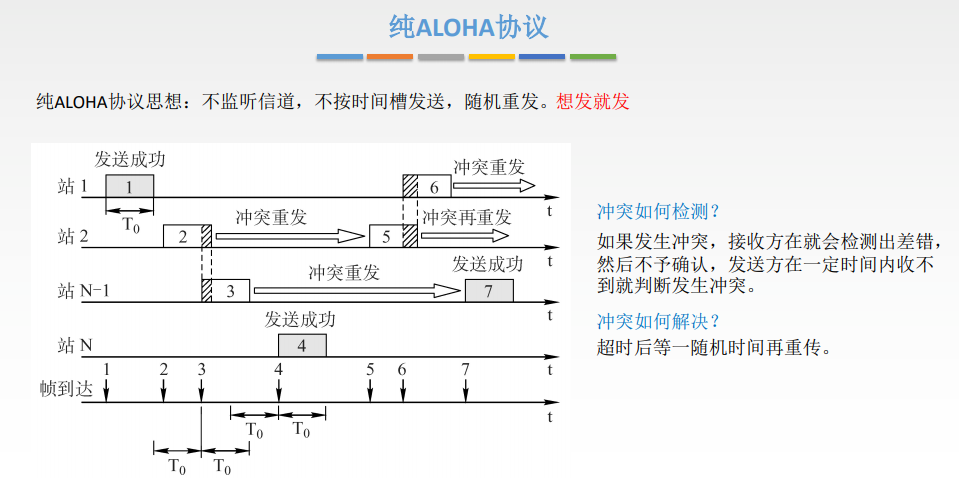 纯ALOHA协议
纯ALOHA协议思想：不监听信道，不按时间槽发送，随机重发。想发就发
发送成功
冲突重发
站 1
1
6
t
T0
冲突重发
冲突再重发
站 2
2
5
t
冲突重发
发送成功
站 N-1
3
7
t
发送成功
站 N
4
t
1 2 3 4 5 6 7
帧到达
t
T0 T0
T0 T0
冲突如何检测？
如果发生冲突，接收方在就会检测出差错，
然后不予确认，发送方在一定时间内收不
到就判断发生冲突。
冲突如何解决？
超时后等一随机时间再重传。